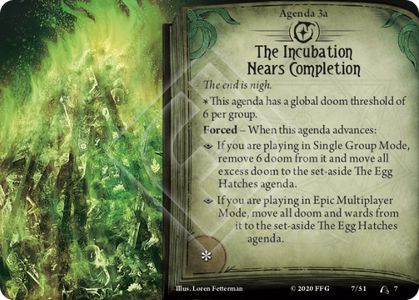 Agenda 3a
The Incubation
Nears Completion
The end is nigh.
*This agenda has a global doom threshold of
6 per group.
Forced – When this agenda advances:
If you are playing in Single Group Mode,
remove 6 doom from it and move all
excess doom to the set-aside The Egg
Hatches agenda.
If you are playing in Epic Multiplayer
Mode, move all doom and wards from
it to the set-aside The Egg Hatches
agenda.
*
Illus. Loren Fetterman
© 2020 FFG
7/51
7